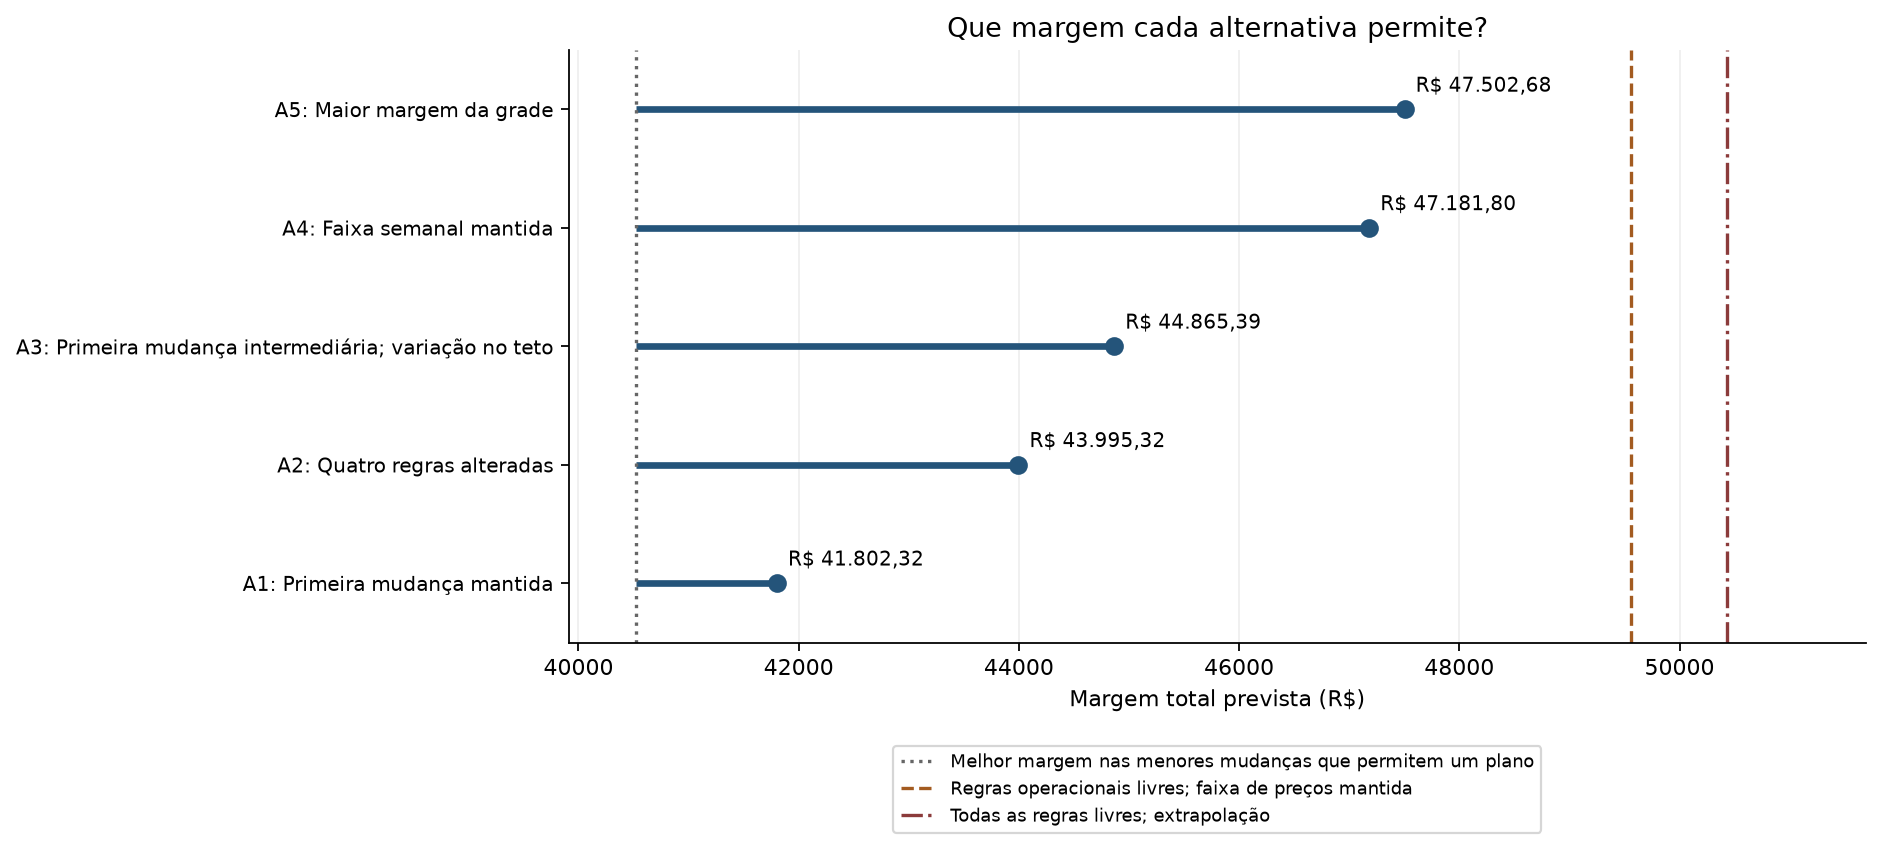 Que margem cada alternativa permite?
A5: Maior margem da grade
R$ 47.502,68
A4: Faixa semanal mantida
R$ 47.181,80
A3: Primeira mudança intermediária; variação no teto
R$ 44.865,39
A2: Quatro regras alteradas
R$ 43.995,32
A1: Primeira mudança mantida
R$ 41.802,32
40000 42000 44000 46000 48000 50000
Margem total prevista (R$)
Melhor margem nas menores mudanças que permitem um plano
Regras operacionais livres; faixa de preços mantida
Todas as regras livres; extrapolação